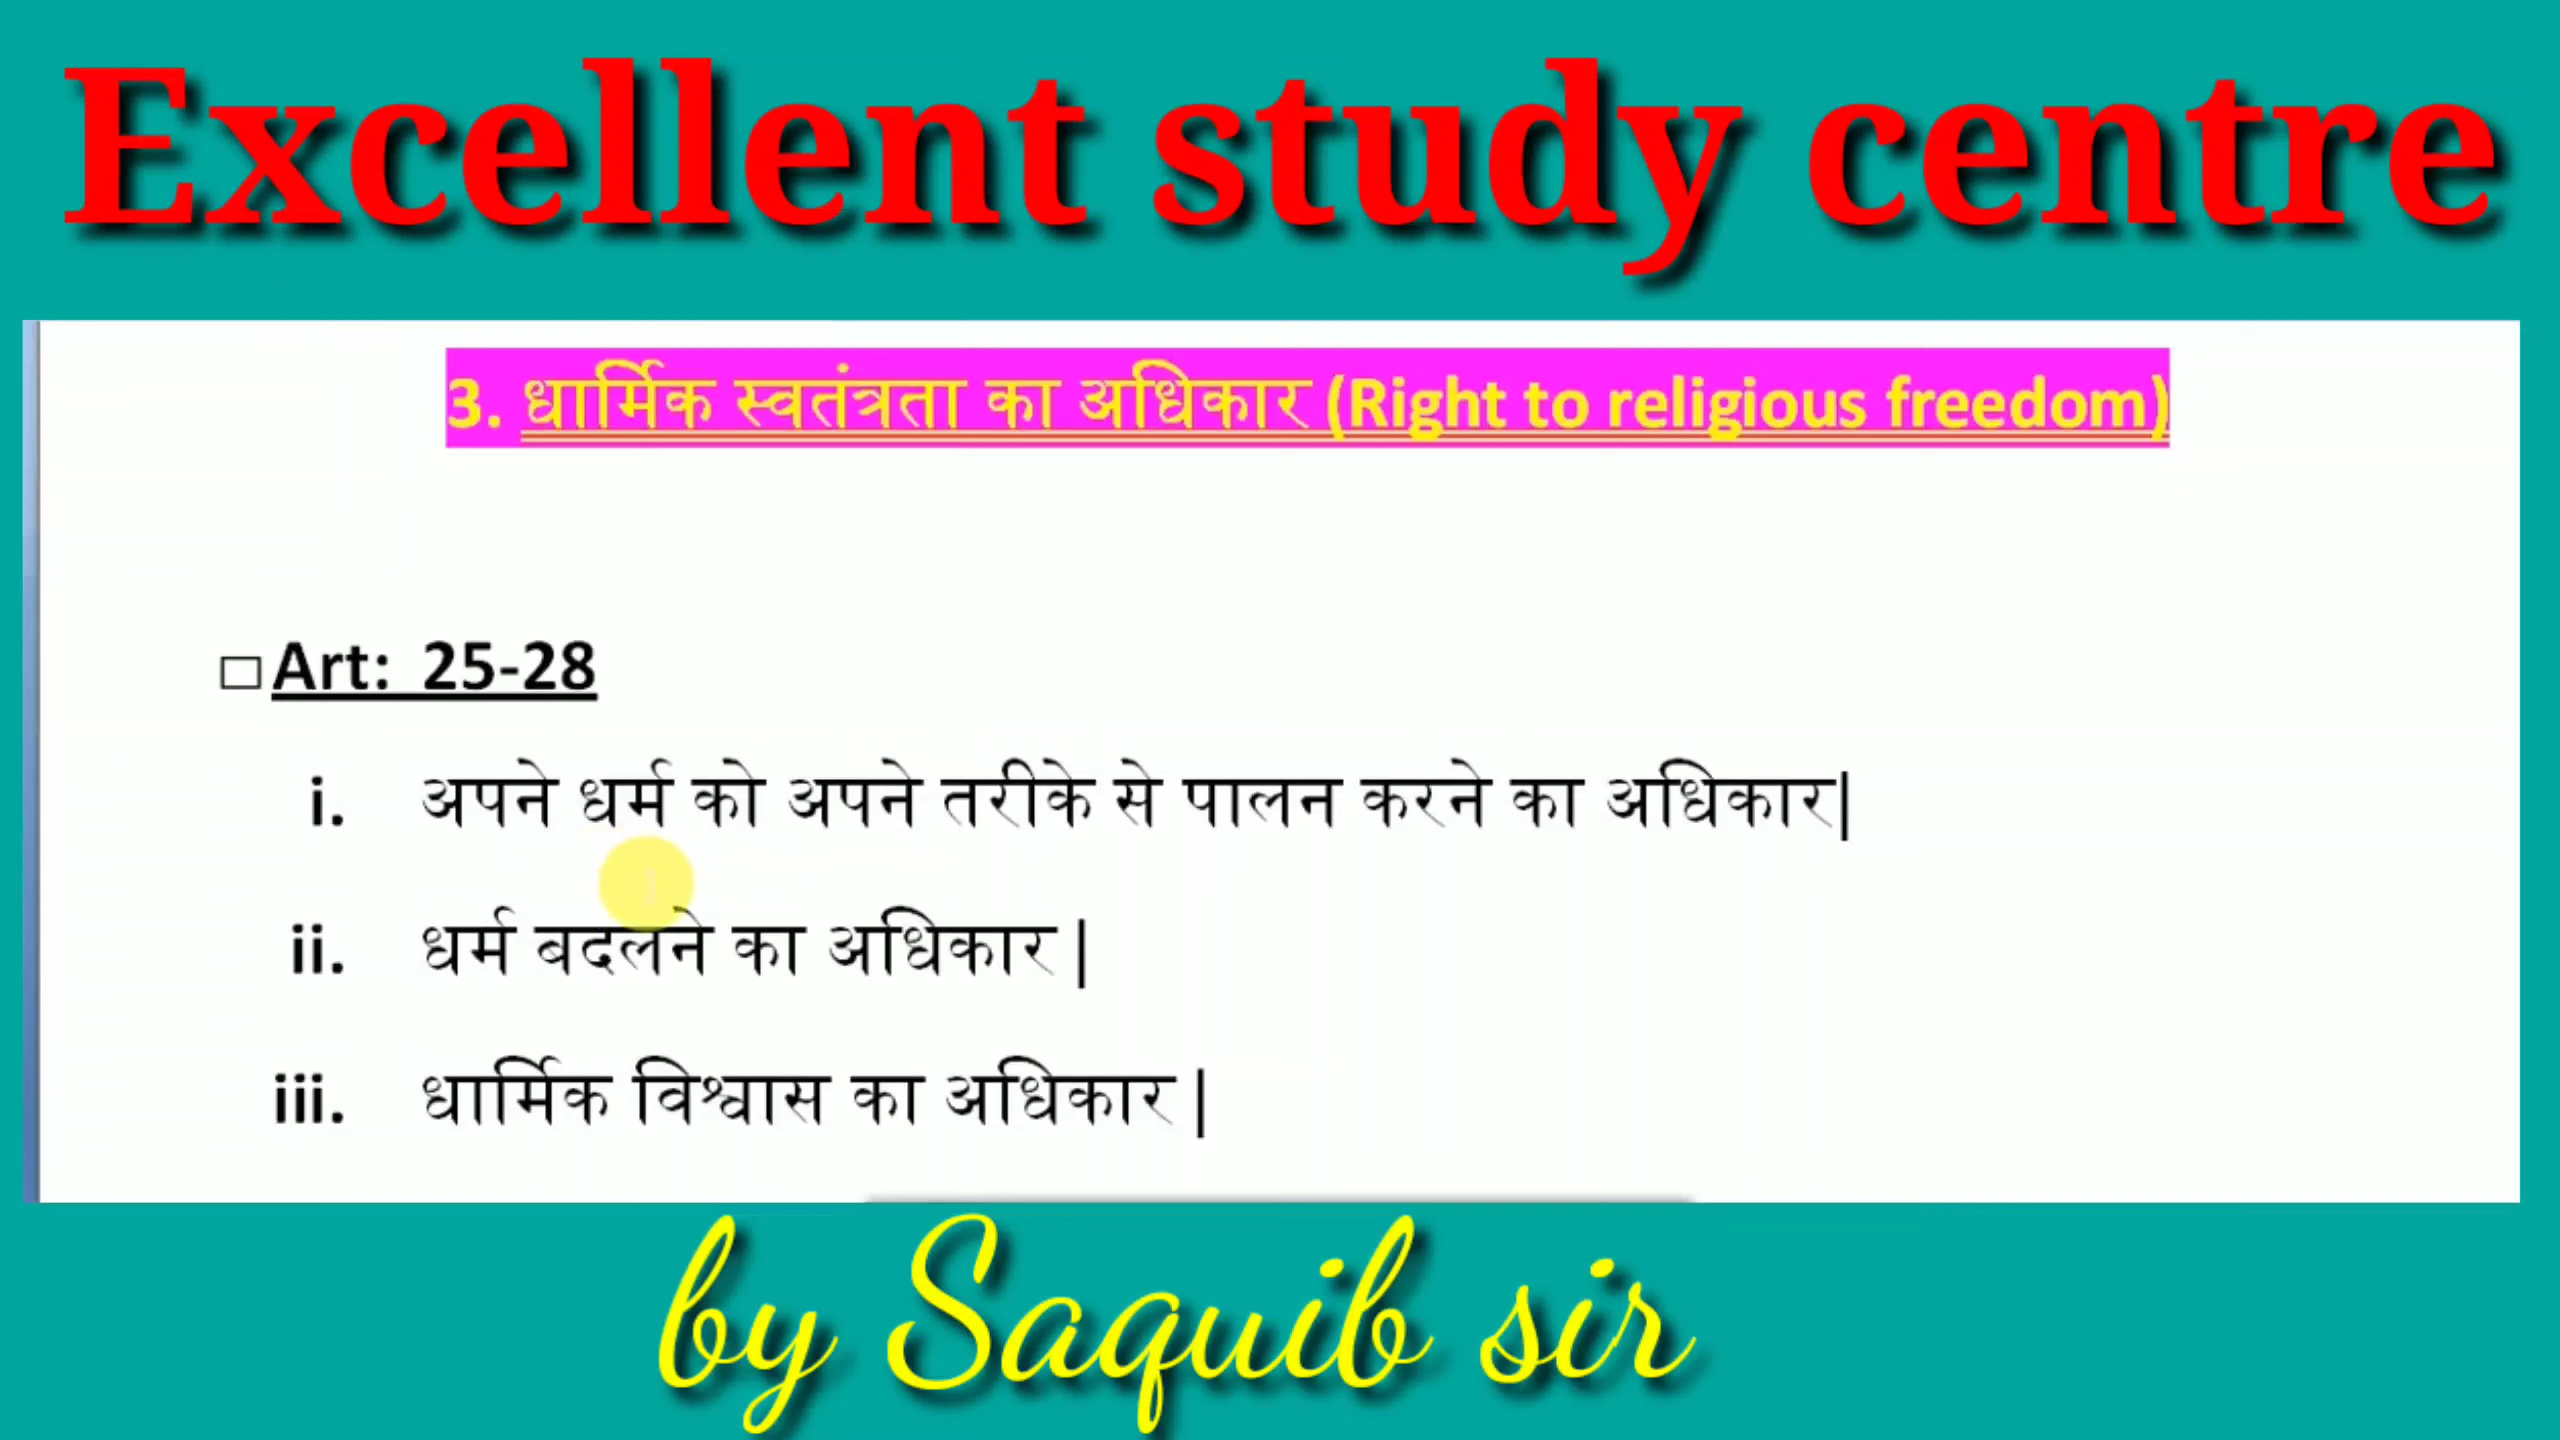 Excellent study centre
3. धार्मिक स्वतंत्रता का अधिकार (Right to religious freedom)
Art: 25-28
i. अपने धर्म को अपने तरीके से पालन करने का अधिकार|
ii. धर्म बदलने का अधिकार |
iii. धार्मिक विश्वास का अधिकार |
by Saquib sir